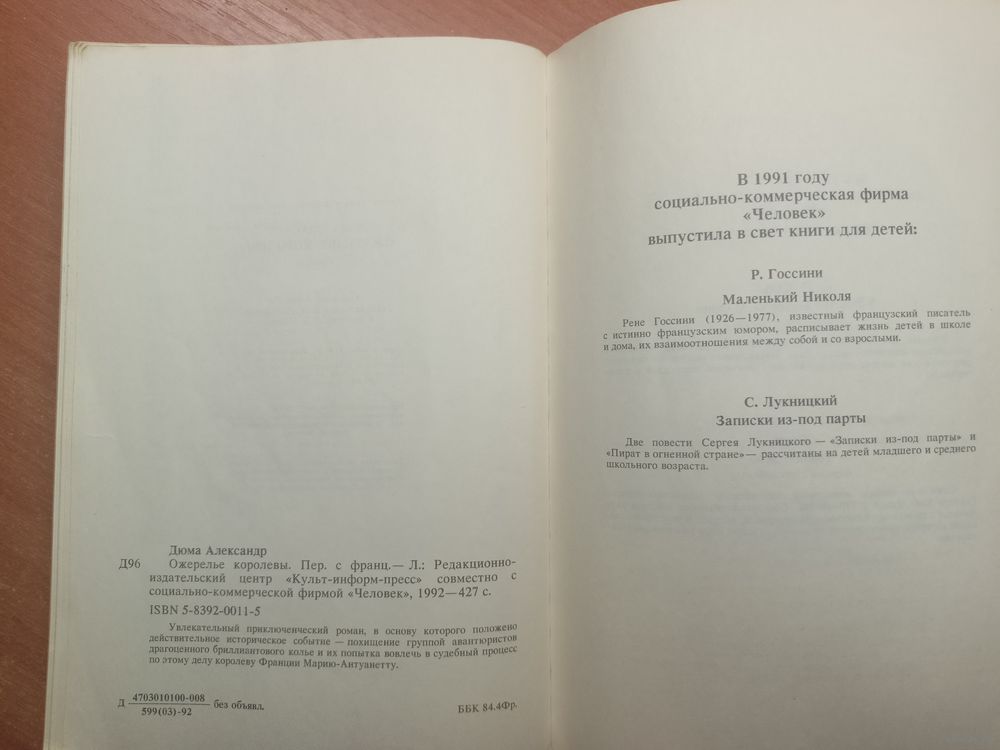 Дюма Александр
Д96 Ожерелье королевы. Пер. с франц.— Л.: Редакционно-
издательский центр «Культ-информ-пресс» совместно с
социально-коммерческой фирмой «Человек», 1992—427 с.
ISBN 5-8392-0011-5
Увлекательный приключенческий роман, в основу которого положено
действительное историческое событие — похищение группой авантюристов
драгоценного бриллиантового колье и их попытка вовлечь в судебный процесс
по этому делу королеву Франции Марию-Антуанетту.
Д 4703010100-008 без объявл.
599(03)-92
ББК 84.4Фр.
В 1991 году
социально-коммерческая фирма
«Человек»
выпустила в свет книги для детей:
Р. Госсини
Маленький Николя
Рене Госсини (1926—1977), известный французский писатель
с истинно французским юмором, расписывает жизнь детей в школе
и дома, их взаимоотношения между собой и со взрослыми.
С. Лукницкий
Записки из-под парты
Две повести Сергея Лукницкого — «Записки из-под парты» и
«Пират в огненной стране»— рассчитаны на детей младшего и среднего
школьного возраста.